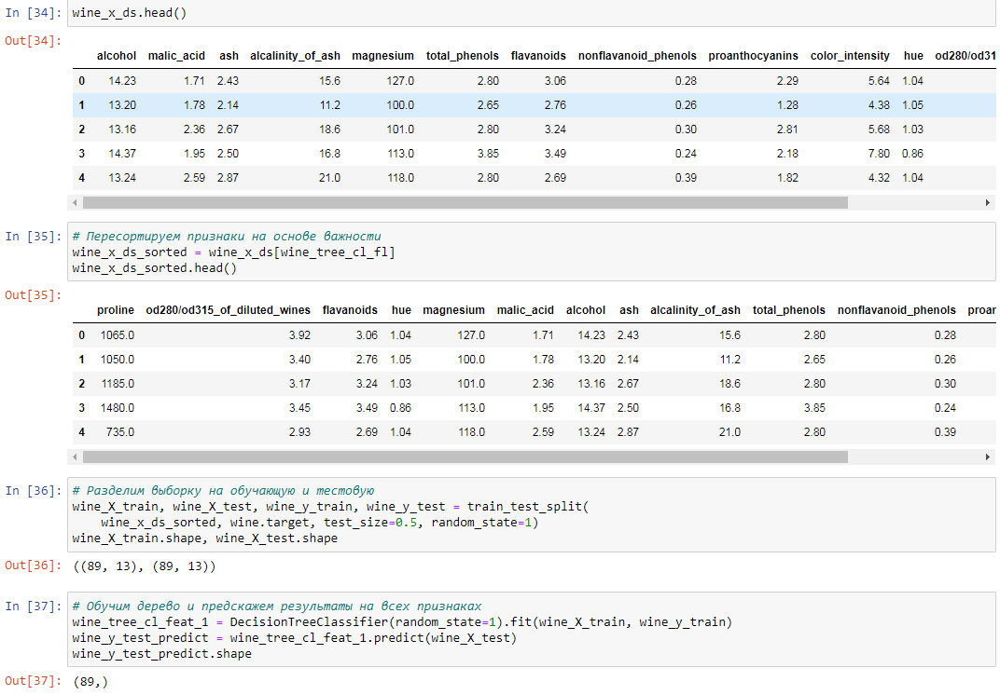 In [34]: wine_x_ds.head()
Out[34]:
alcohol malic_acid ash alcalinity_of_ash magnesium total_phenols flavanoids nonflavanoid_phenols proanthocyanins color_intensity hue od280/od31
0 14.23 1.71 2.43 15.6 127.0 2.80 3.06 0.28 2.29 5.64 1.04
1 13.20 1.78 2.14 11.2 100.0 2.65 2.76 0.26 1.28 4.38 1.05
2 13.16 2.36 2.67 18.6 101.0 2.80 3.24 0.30 2.81 5.68 1.03
3 14.37 1.95 2.50 16.8 113.0 3.85 3.49 0.24 2.18 7.80 0.86
4 13.24 2.59 2.87 21.0 118.0 2.80 2.69 0.39 1.82 4.32 1.04
In [35]: # Пересортируем признаки на основе важности
wine_x_ds_sorted = wine_x_ds[wine_tree_cl_fl]
wine_x_ds_sorted.head()
Out[35]:
proline od280/od315_of_diluted_wines flavanoids hue magnesium malic_acid alcohol ash alcalinity_of_ash total_phenols nonflavanoid_phenols proan
0 1065.0 3.92 3.06 1.04 127.0 1.71 14.23 2.43 15.6 2.80 0.28
1 1050.0 3.40 2.76 1.05 100.0 1.78 13.20 2.14 11.2 2.65 0.26
2 1185.0 3.17 3.24 1.03 101.0 2.36 13.16 2.67 18.6 2.80 0.30
3 1480.0 3.45 3.49 0.86 113.0 1.95 14.37 2.50 16.8 3.85 0.24
4 735.0 2.93 2.69 1.04 118.0 2.59 13.24 2.87 21.0 2.80 0.39
In [36]: # Разделим выборку на обучающую и тестовую
wine_X_train, wine_X_test, wine_y_train, wine_y_test = train_test_split(
wine_x_ds_sorted, wine.target, test_size=0.5, random_state=1)
wine_X_train.shape, wine_X_test.shape
Out[36]: ((89, 13), (89, 13))
In [37]: # Обучим дерево и предскажем результаты на всех признаках
wine_tree_cl_feat_1 = DecisionTreeClassifier(random_state=1).fit(wine_X_train, wine_y_train)
wine_y_test_predict = wine_tree_cl_feat_1.predict(wine_X_test)
wine_y_test_predict.shape
Out[37]: (89,)